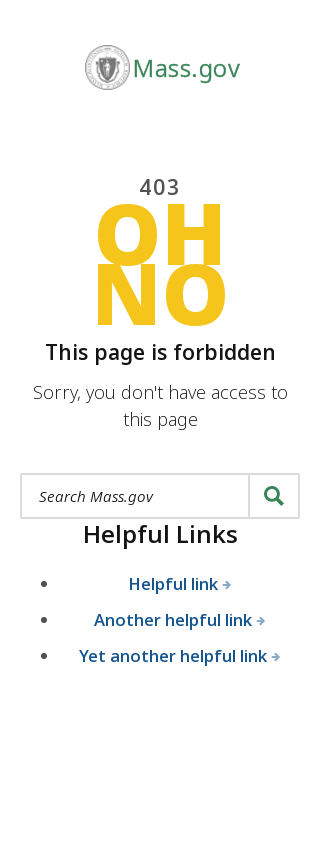 Mass.gov
403
OH
NO
This page is forbidden
Sorry, you don't have access to
this page
Search Mass.gov
Helpful Links
Helpful link
Another helpful link
Yet another helpful link